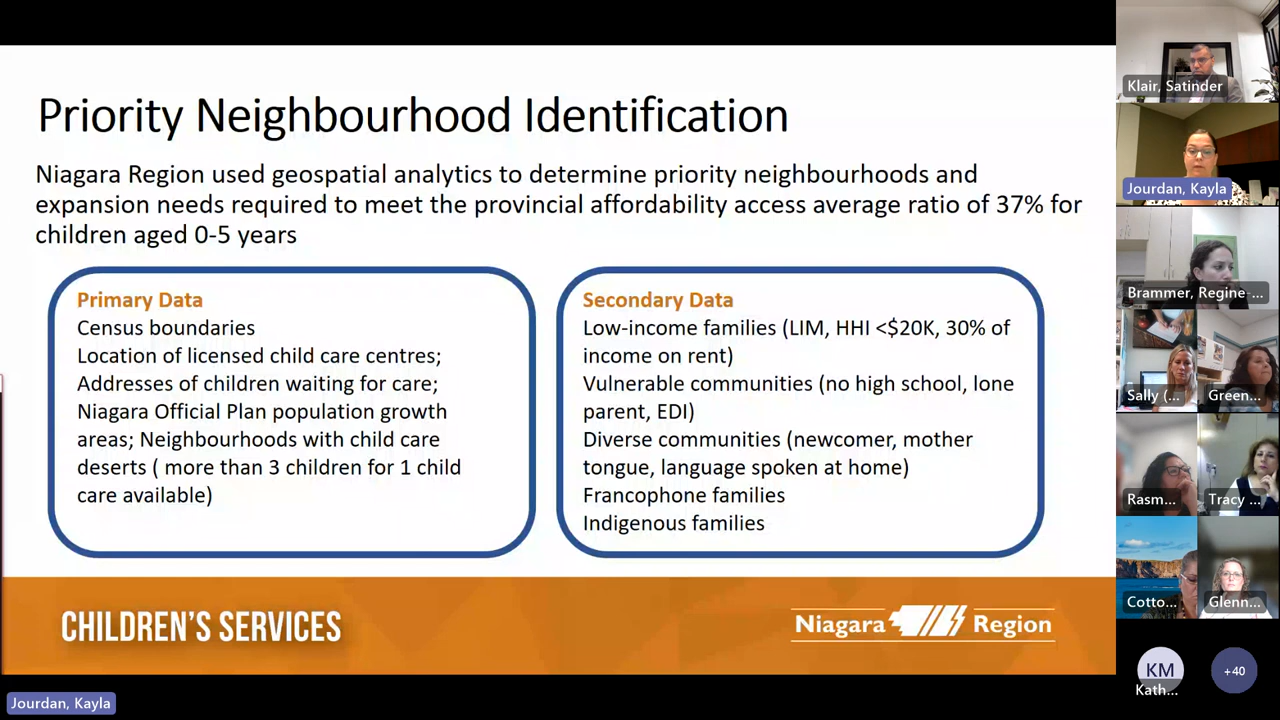 Priority Neighbourhood Identification
Niagara Region used geospatial analytics to determine priority neighbourhoods and
expansion needs required to meet the provincial affordability access average ratio of 37% for
children aged 0-5 years
Primary Data
Census boundaries
Location of licensed child care centres;
Addresses of children waiting for care;
Niagara Official Plan population growth
areas; Neighbourhoods with child care
deserts ( more than 3 children for 1 child
care available)
Secondary Data
Low-income families (LIM, HHI <$20K, 30% of
income on rent)
Vulnerable communities (no high school, lone
parent, EDI)
Diverse communities (newcomer, mother
tongue, language spoken at home)
Francophone families
Indigenous families
CHILDREN'S SERVICES
Niagara Region
Jourdan, Kayla
Klair, Satinder
Jourdan, Kayla
Brammer, Regine-...
Sally (...
Green...
Rasm...
Tracy ...
Cotto...
Glenn...
KM
Kath...
+40